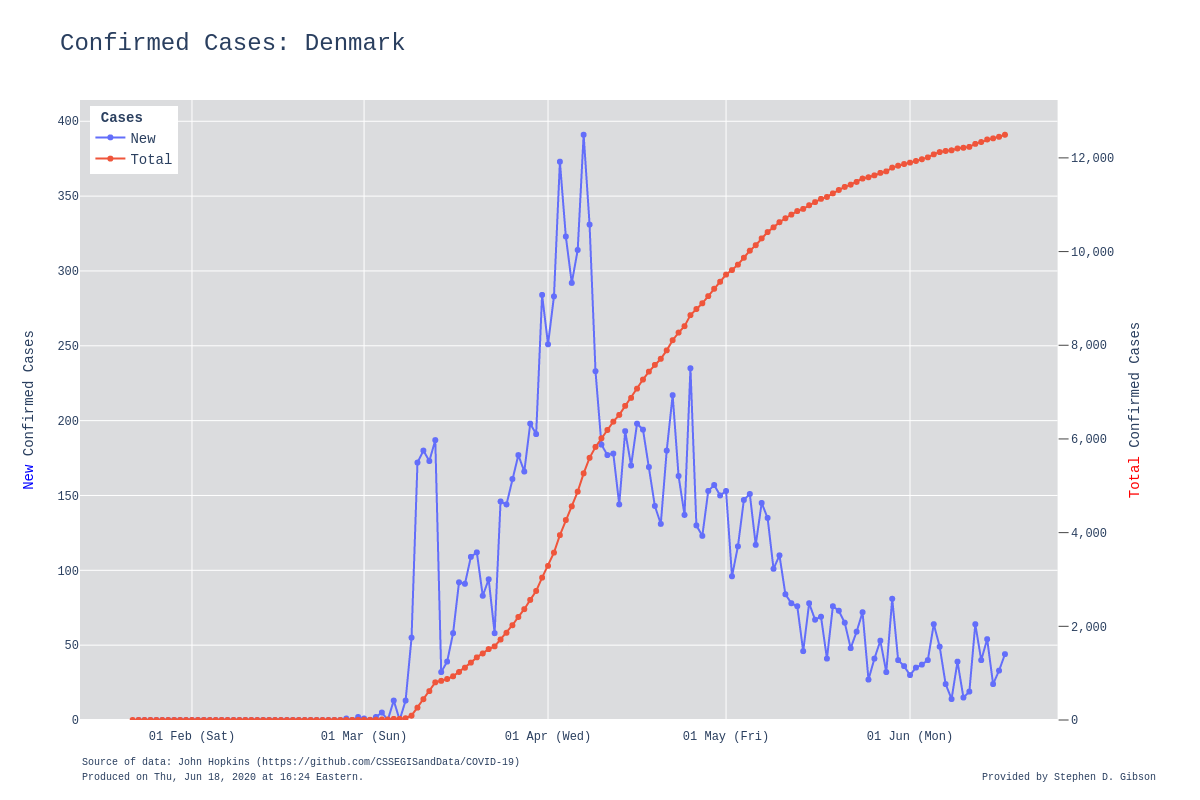 Confirmed Cases: Denmark
Cases
New
Total
400
350
300
250
200
150
100
50
0
12,000
10,000
8,000
6,000
4,000
2,000
0
New Confirmed Cases
Total Confirmed Cases
01 Feb (Sat)
01 Mar (Sun)
01 Apr (Wed)
01 May (Fri)
01 Jun (Mon)
Source of data: John Hopkins (https://github.com/CSSEGISandData/COVID-19)
Produced on Thu, Jun 18, 2020 at 16:24 Eastern.
Provided by Stephen D. Gibson